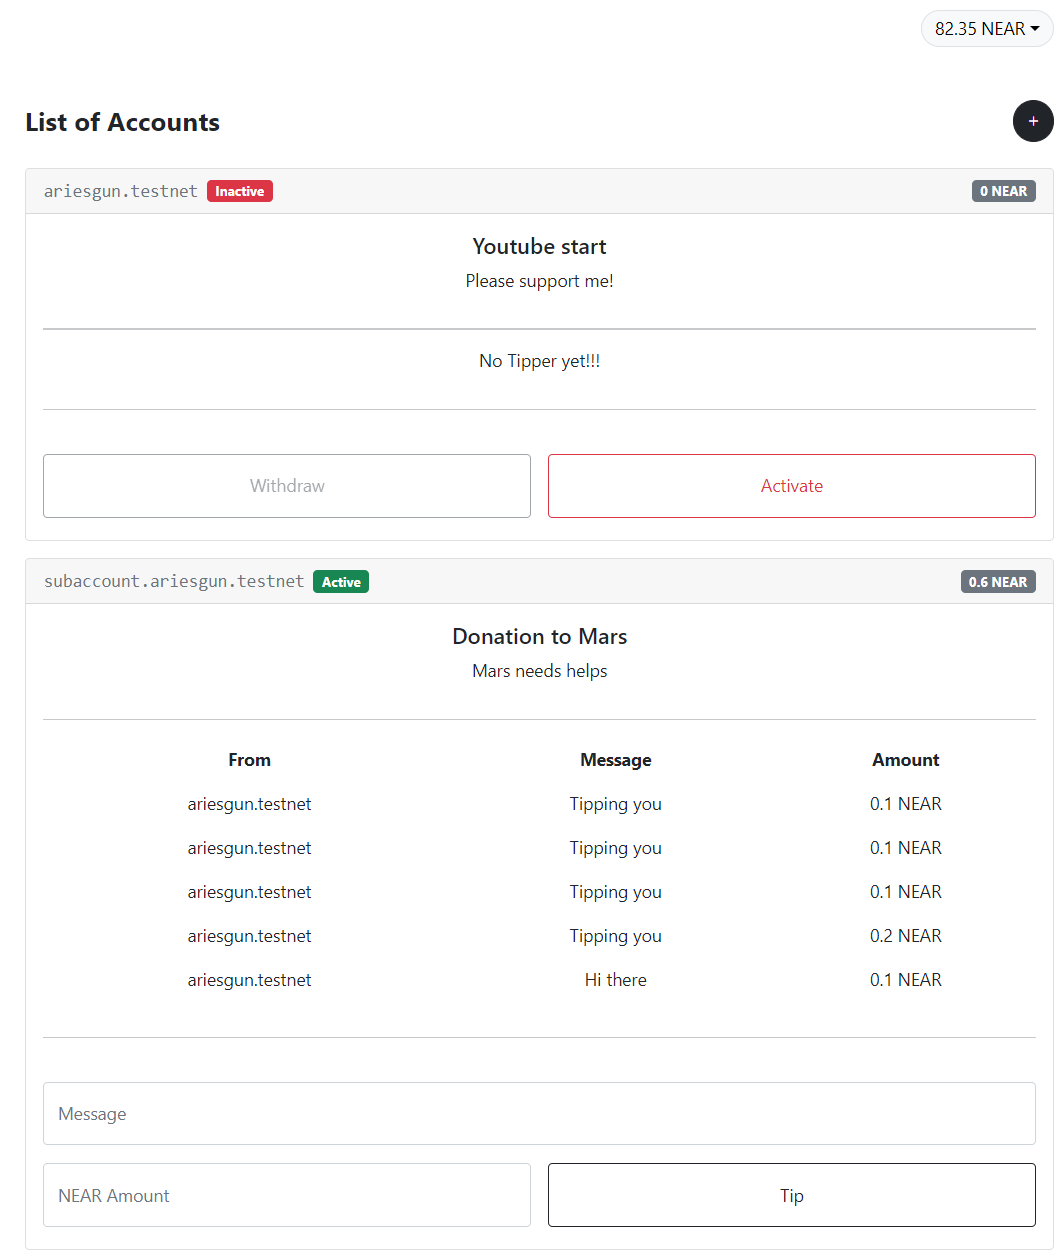 82.35 NEAR
List of Accounts
+
ariesgun.testnet Inactive 0 NEAR
Youtube start
Please support me!
No Tipper yet!!!
Withdraw Activate
subaccount.ariesgun.testnet Active 0.6 NEAR
Donation to Mars
Mars needs helps
From Message Amount
ariesgun.testnet Tipping you 0.1 NEAR
ariesgun.testnet Tipping you 0.1 NEAR
ariesgun.testnet Tipping you 0.1 NEAR
ariesgun.testnet Tipping you 0.2 NEAR
ariesgun.testnet Hi there 0.1 NEAR
Message
NEAR Amount Tip